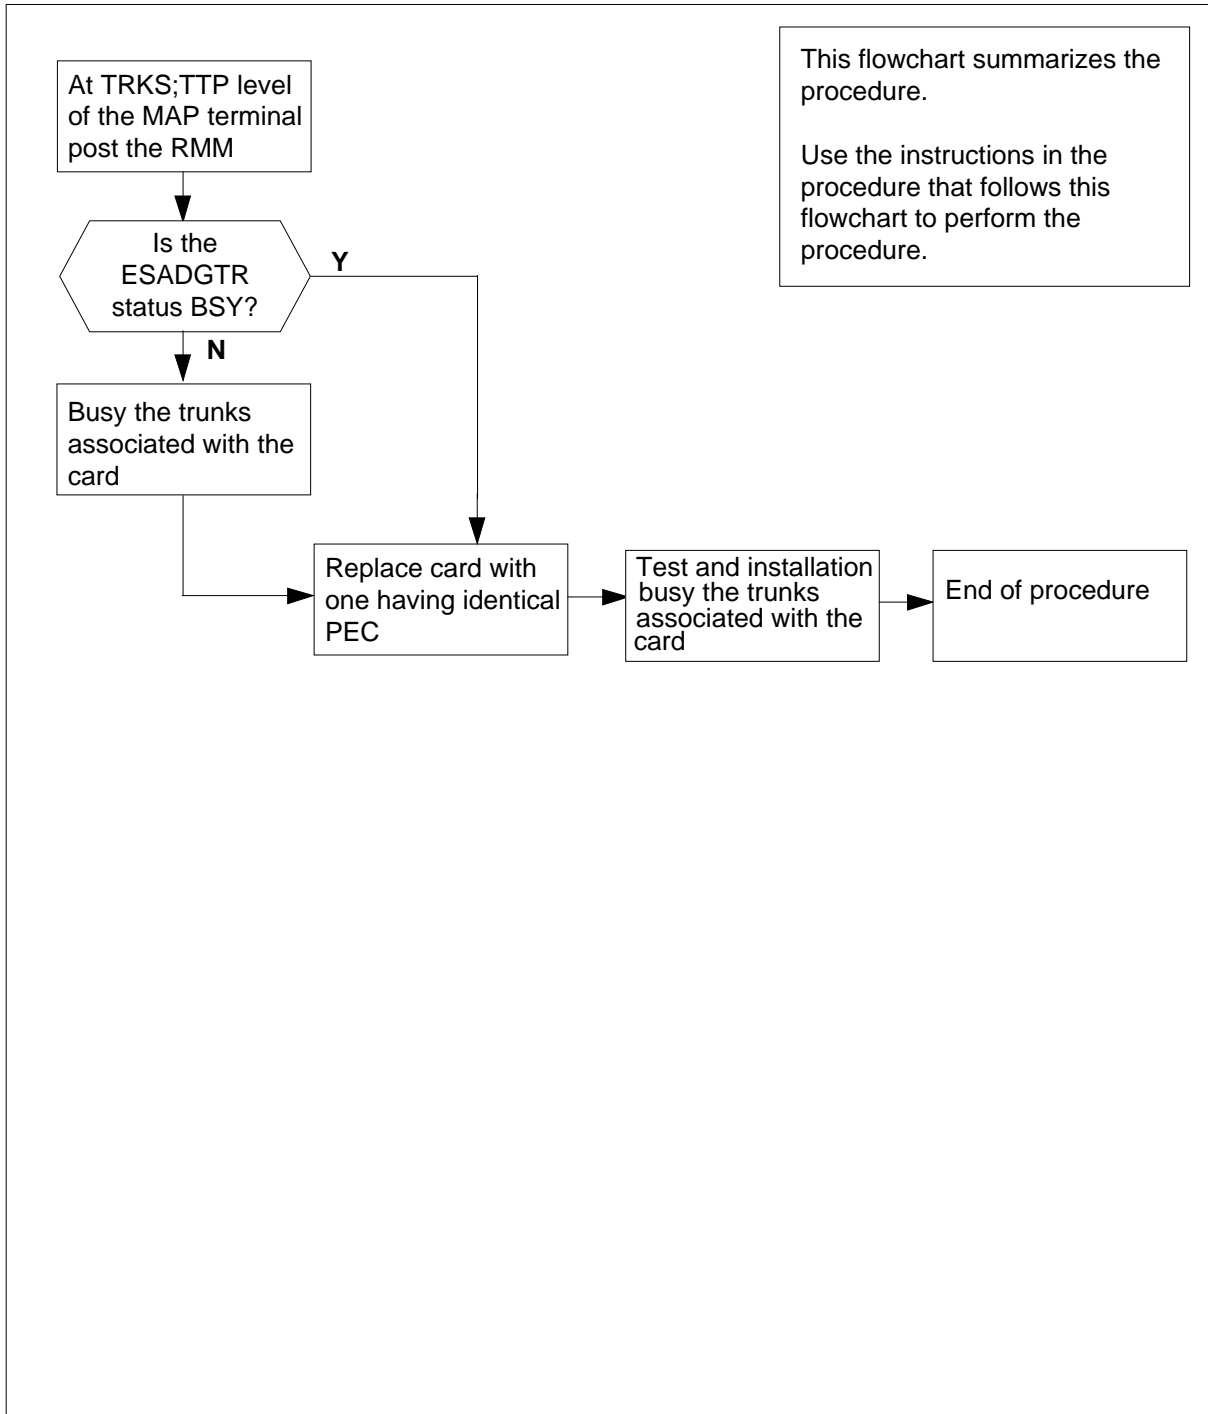 At TRKS;TTP level
of the MAP terminal
post the RMM
This flowchart summarizes the
procedure.
Use the instructions in the
procedure that follows this
flowchart to perform the
procedure.
Is the
ESADGTR
status BSY?
Y
N
Busy the trunks
associated with the
card
Replace card with
one having identical
PEC
Test and installation
busy the trunks
associated with the
card
End of procedure